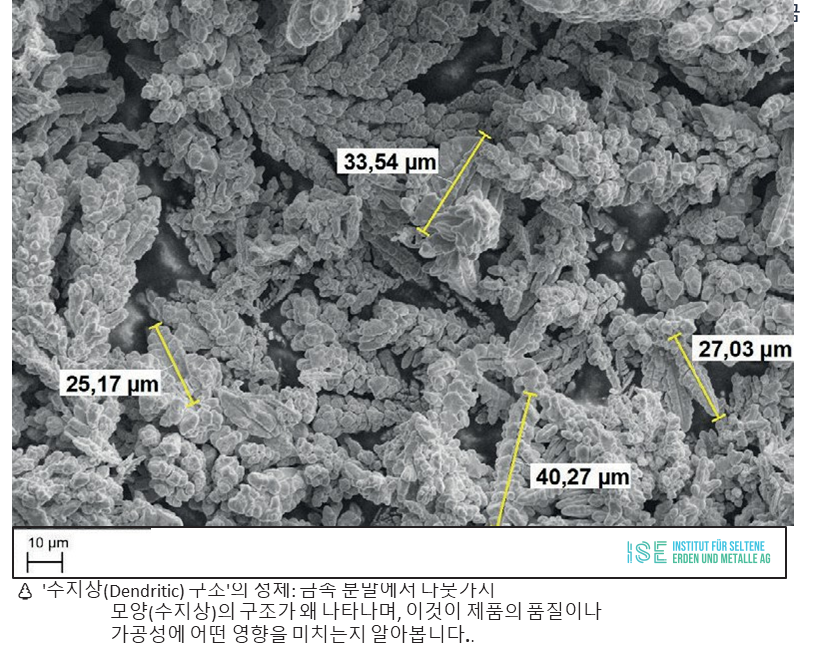 33,54 µm
27,03 µm
25,17 µm
40,27 µm
10 µm
ISE INSTITUT FÜR SELTENE
ERDEN UND METALLE AG
'수지상(Dendritic) 구조'의 정체: 금속 분말에서 나뭇가지
모양(수지상)의 구조가 왜 나타나며, 이것이 제품의 품질이나
가공성에 어떤 영향을 미치는지 알아봅니다..